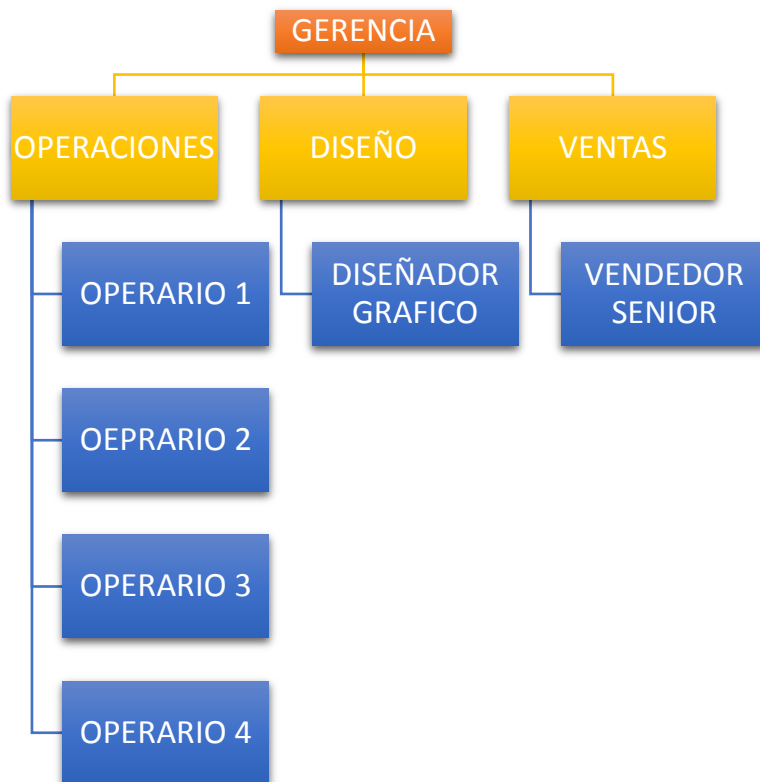 GERENCIA
OPERACIONES
DISEÑO
VENTAS
OPERARIO 1
OEPRARIO 2
OPERARIO 3
OPERARIO 4
DISEÑADOR
GRAFICO
VENDEDOR
SENIOR